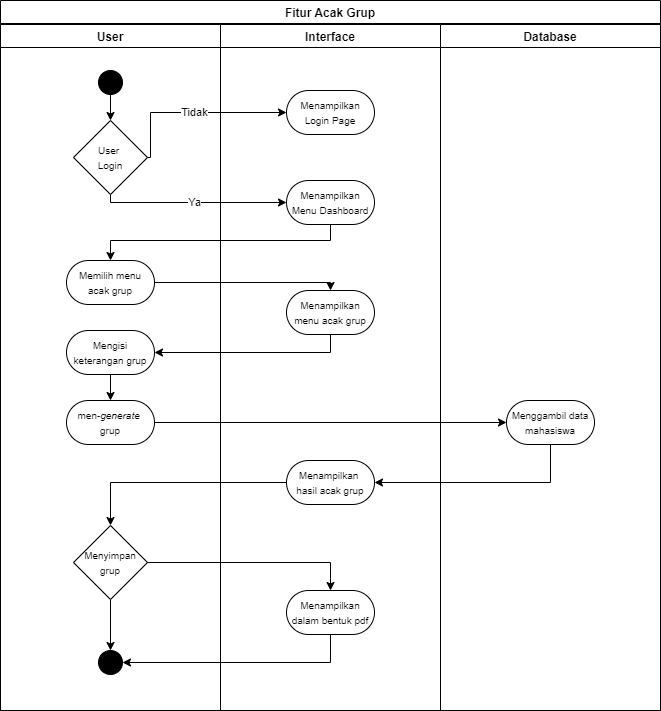 Fitur Acak Grup
User
Interface
Database
Tidak
Menampilkan
Login Page
User
Login
Ya
Menampilkan
Menu Dashboard
Memilih menu
acak grup
Menampilkan
menu acak grup
Mengisi
keterangan grup
men-generate
grup
Menggambil data
mahasiswa
Menampilkan
hasil acak grup
Menyimpan
grup
Menampilkan
dalam bentuk pdf